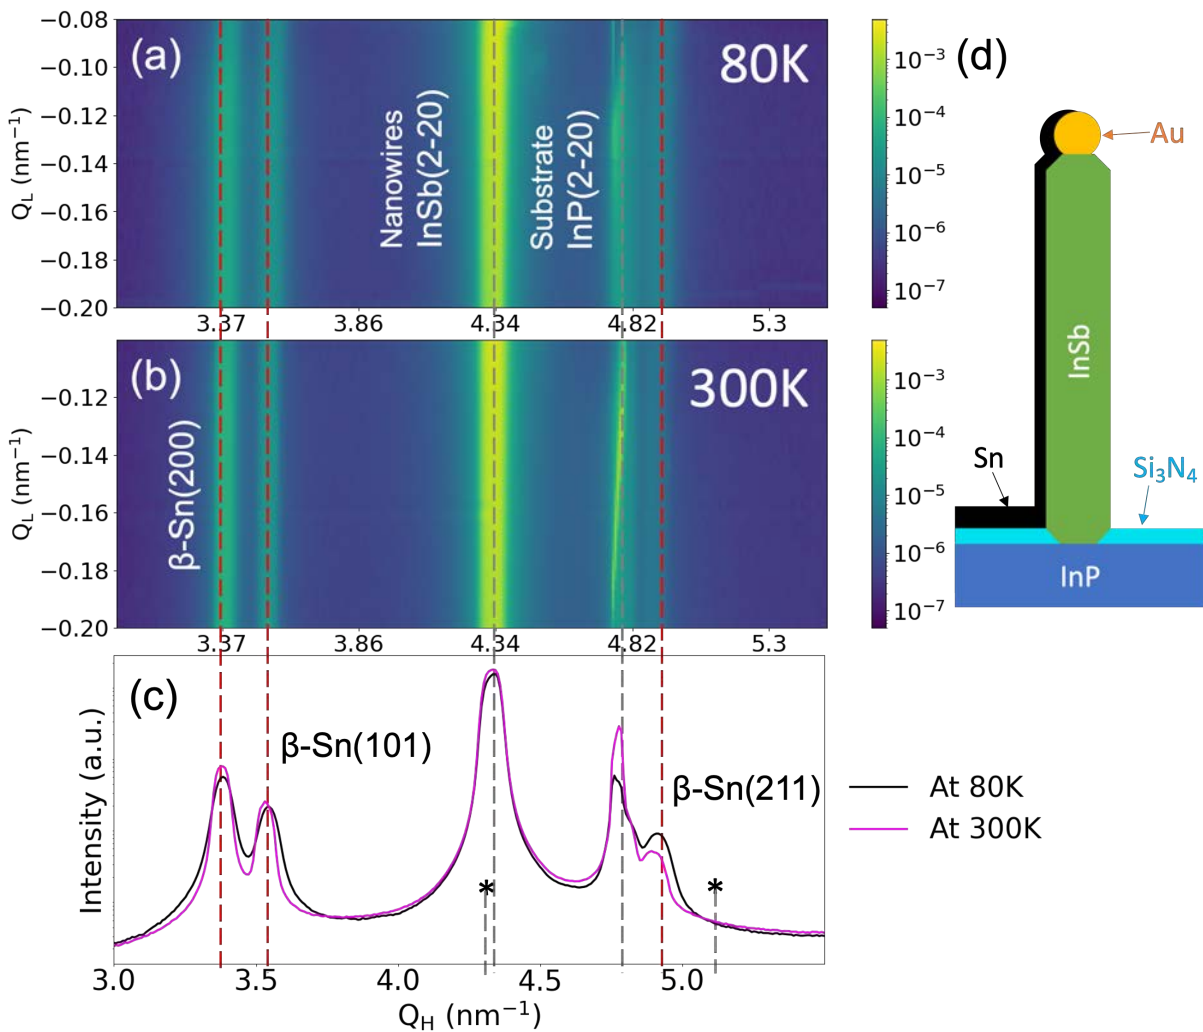 (a)
80K
Nanowires
InSb(2-20)
Substrate
InP(2-20)
Q_L (nm⁻¹)
−0.08
−0.10
−0.12
−0.14
−0.16
−0.18
−0.20
3.37 3.86 4.34 4.82 5.3
10⁻³
10⁻⁴
10⁻⁵
10⁻⁶
10⁻⁷
(b)
300K
β-Sn(200)
Q_L (nm⁻¹)
−0.12
−0.14
−0.16
−0.18
−0.20
3.37 3.86 4.34 4.82 5.3
10⁻³
10⁻⁴
10⁻⁵
10⁻⁶
10⁻⁷
(c)
β-Sn(101)
β-Sn(211)
* *
Intensity (a.u.)
3.0 3.5 4.0 4.5 5.0
Q_H (nm⁻¹)
At 80K
At 300K
(d)
Au
InSb
Sn
Si₃N₄
InP